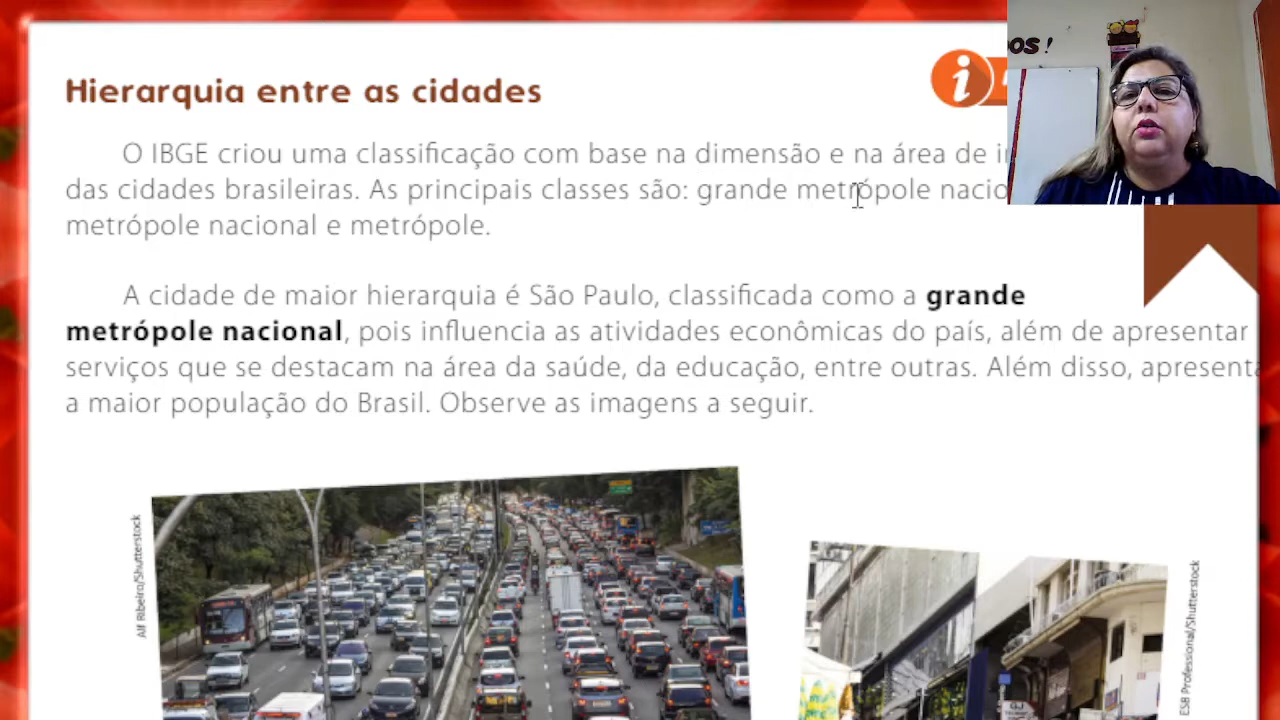 Hierarquia entre as cidades
O IBGE criou uma classificação com base na dimensão e na área de
das cidades brasileiras. As principais classes são: grande metrópole
metrópole nacional e metrópole.
A cidade de maior hierarquia é São Paulo, classificada como a grande
metrópole nacional, pois influencia as atividades econômicas do país, além de apresentar
serviços que se destacam na área da saúde, da educação, entre outras. Além disso, apresenta
a maior população do Brasil. Observe as imagens a seguir.
Alf Ribeiro/Shutterstock
ESB Professional/Shutterstock